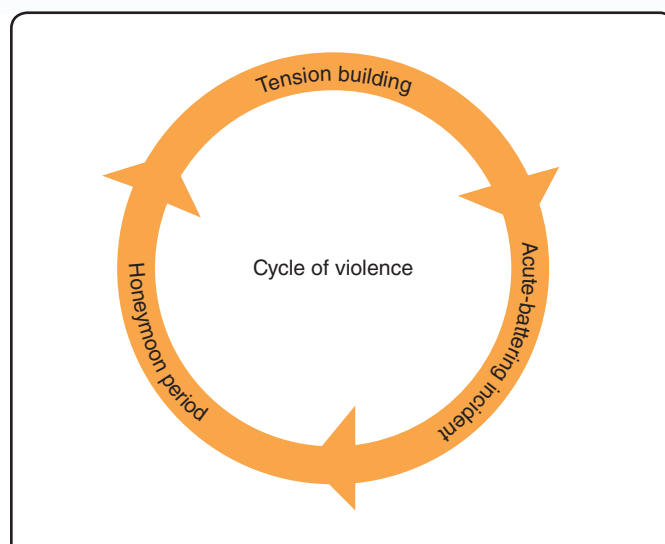 Tension building
Cycle of violence
Acute-battering incident
Honeymoon period